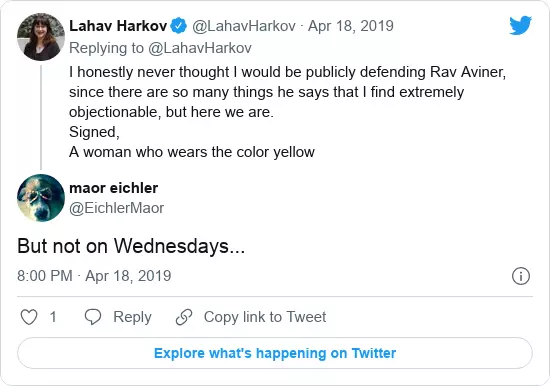 Lahav Harkov @LahavHarkov · Apr 18, 2019
Replying to @LahavHarkov
I honestly never thought I would be publicly defending Rav Aviner,
since there are so many things he says that I find extremely
objectionable, but here we are.
Signed,
A woman who wears the color yellow
maor eichler
@EichlerMaor
But not on Wednesdays...
8:00 PM · Apr 18, 2019
1 Reply Copy link to Tweet
Explore what's happening on Twitter